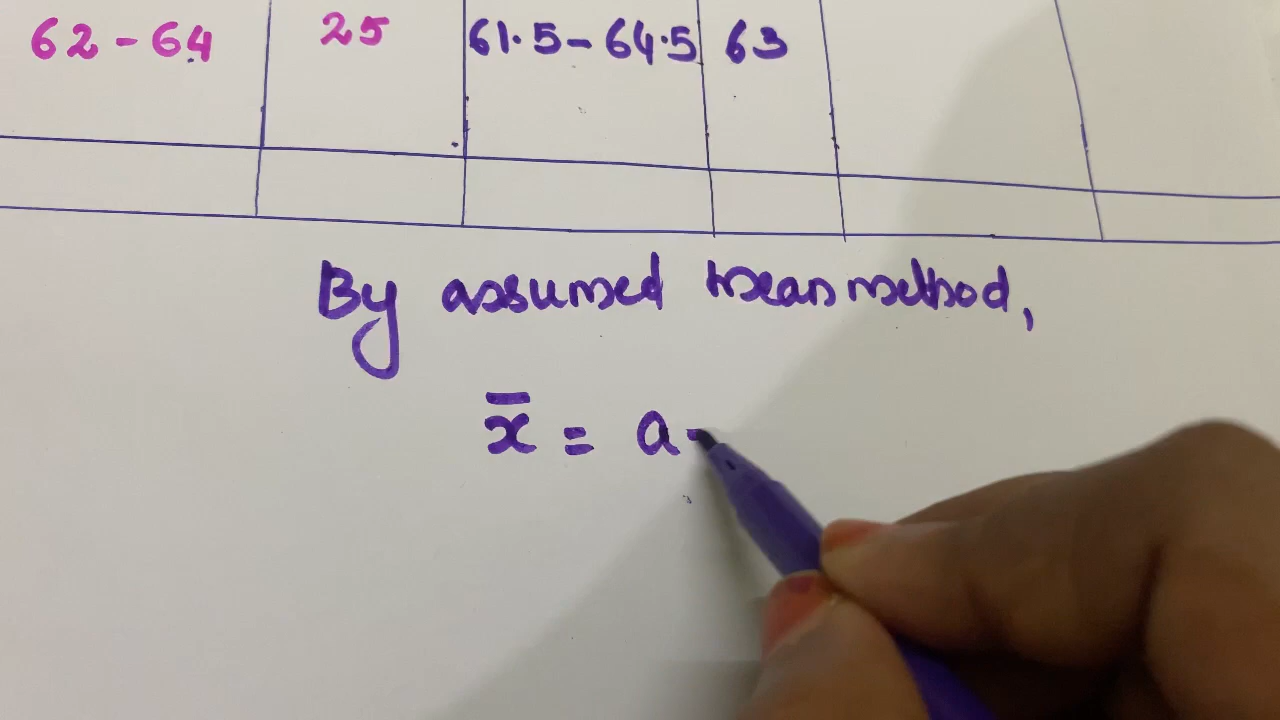 62 - 64 25 61.5 - 64.5 63
By assumed mean method,
x̄ = a -